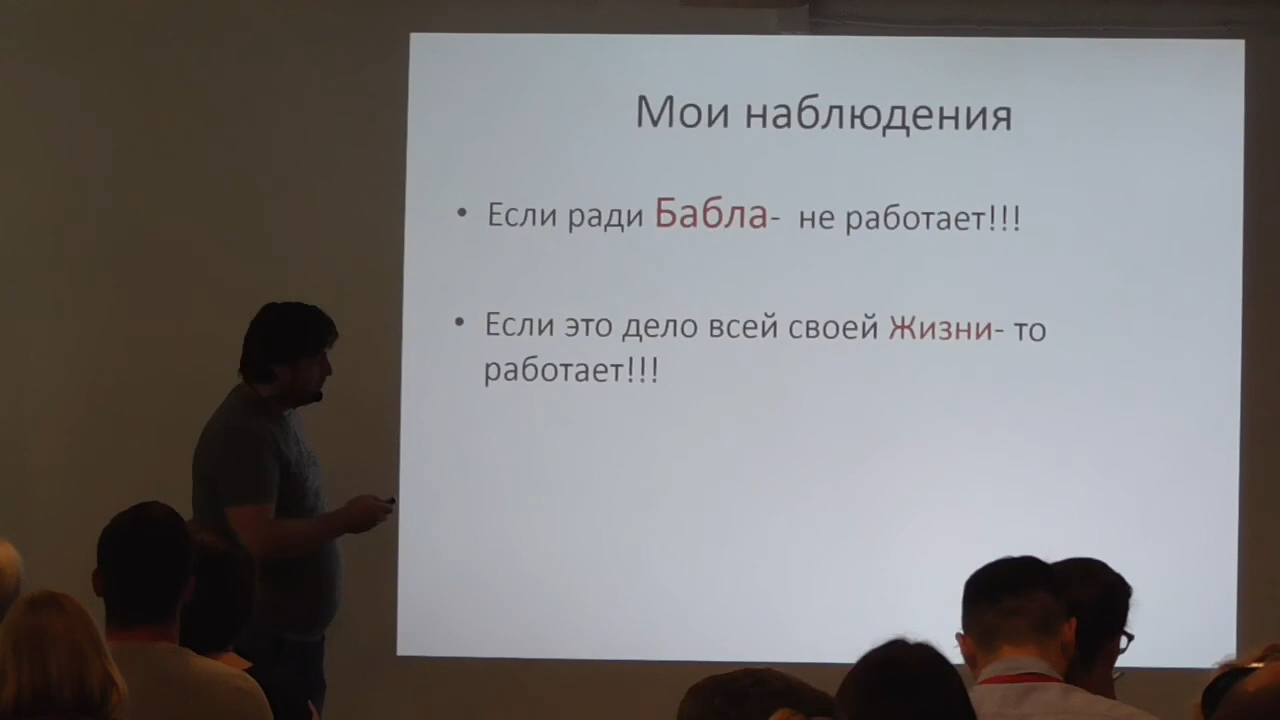 Мои наблюдения
• Если ради Бабла- не работает!!!
• Если это дело всей своей Жизни- то
работает!!!